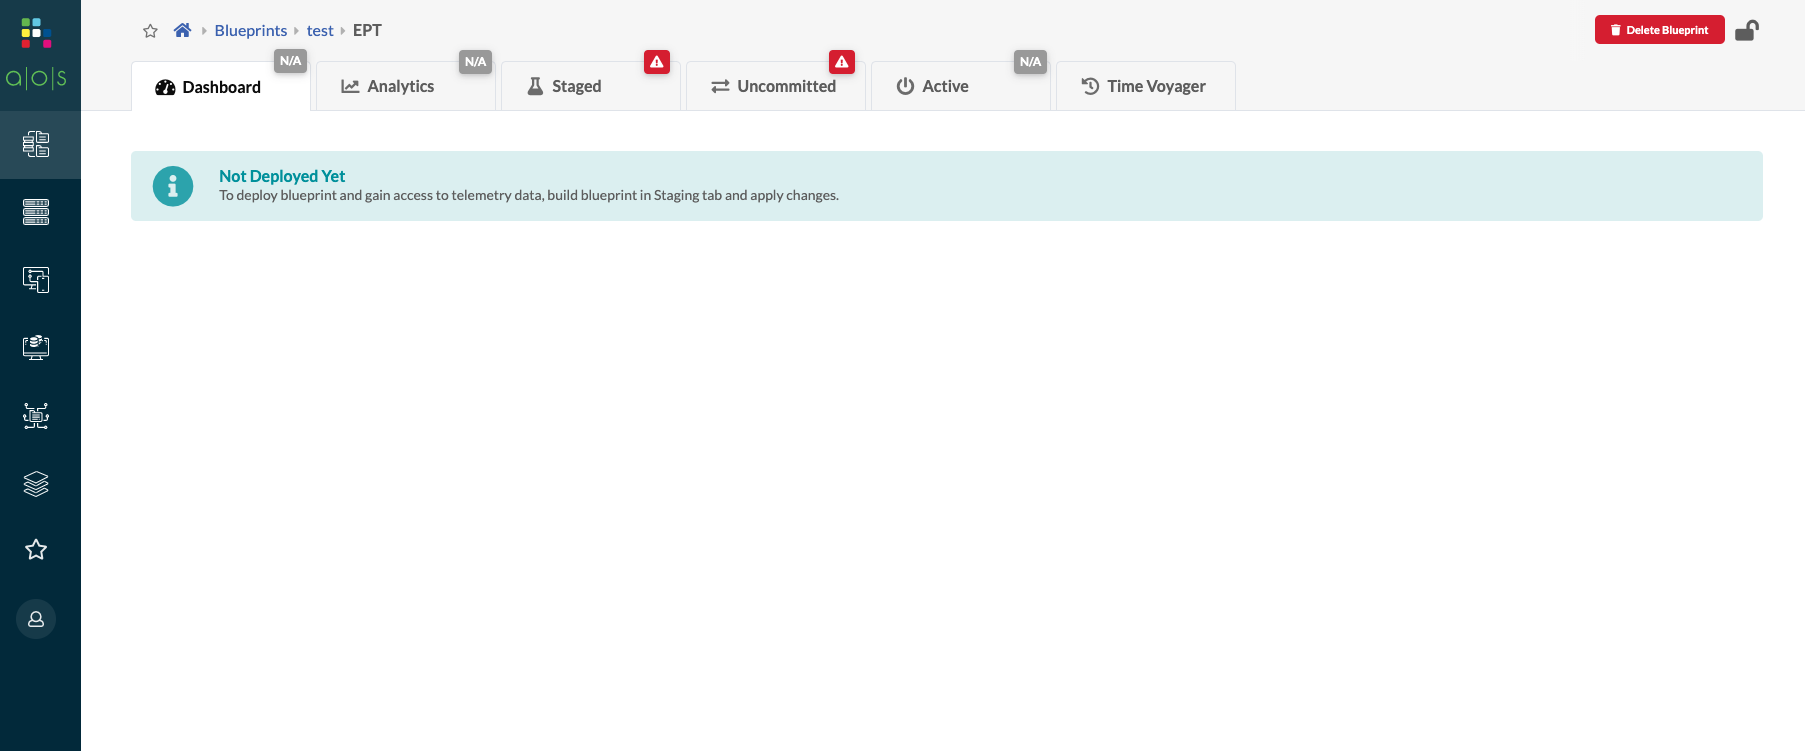 Blueprints test EPT
Delete Blueprint
a|o|s
N/A
N/A
N/A
Dashboard
Analytics
Staged
Uncommitted
Active
Time Voyager
Not Deployed Yet
To deploy blueprint and gain access to telemetry data, build blueprint in Staging tab and apply changes.